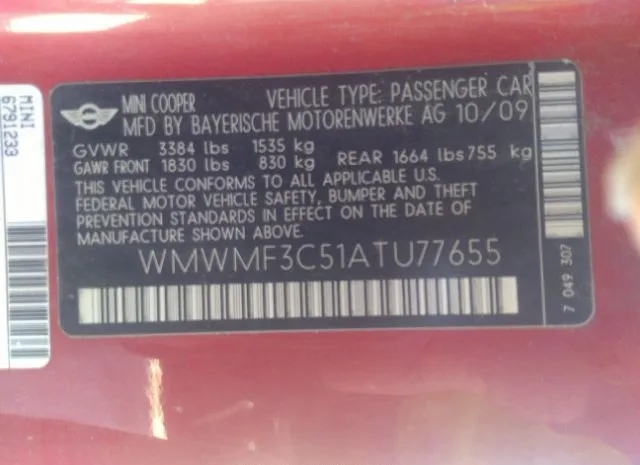 MINI COOPER VEHICLE TYPE: PASSENGER CAR
MFD BY BAYERISCHE MOTORENWERKE AG 10/09
GVWR 3384 lbs 1535 kg
GAWR FRONT 1830 lbs 830 kg REAR 1664 lbs 755 kg
THIS VEHICLE CONFORMS TO ALL APPLICABLE U.S.
FEDERAL MOTOR VEHICLE SAFETY, BUMPER AND THEFT
PREVENTION STANDARDS IN EFFECT ON THE DATE OF
MANUFACTURE SHOWN ABOVE.
WMWMF3C51ATU77655
7 049 307
MINI
6791233